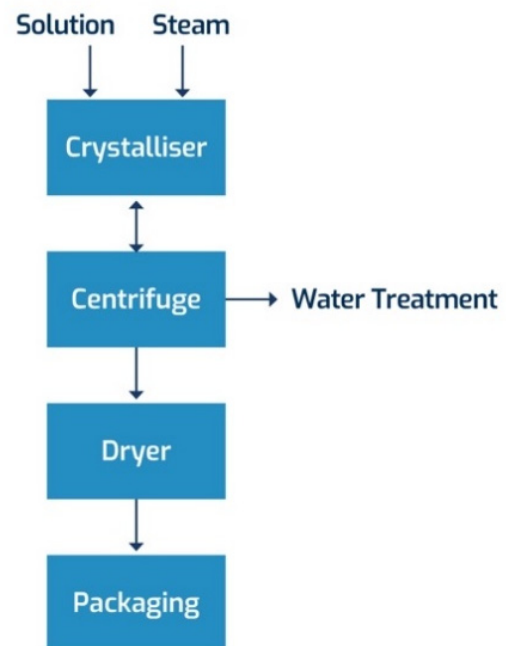 Solution Steam
Crystalliser
Centrifuge
Water Treatment
Dryer
Packaging